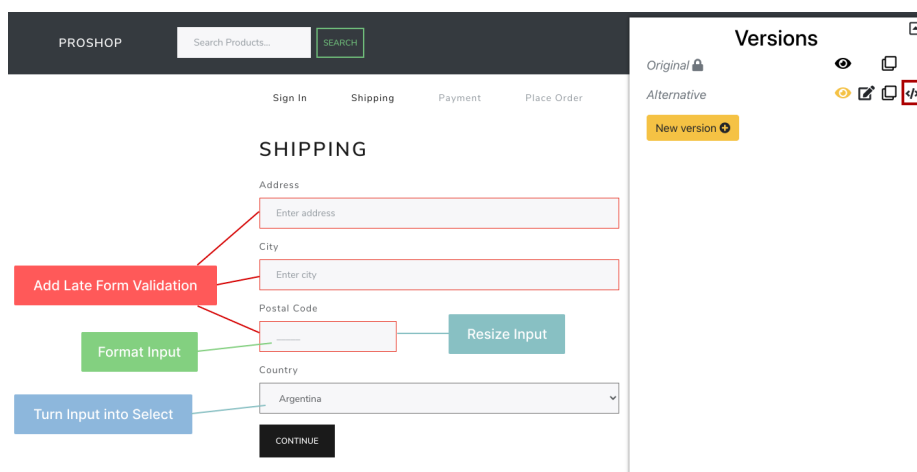 PROSHOP
Search Products...
SEARCH
Versions
Original
Alternative
New version
Sign In Shipping Payment Place Order
SHIPPING
Address
Enter address
City
Enter city
Add Late Form Validation
Postal Code
Resize Input
Format Input
Country
Argentina
Turn Input into Select
CONTINUE